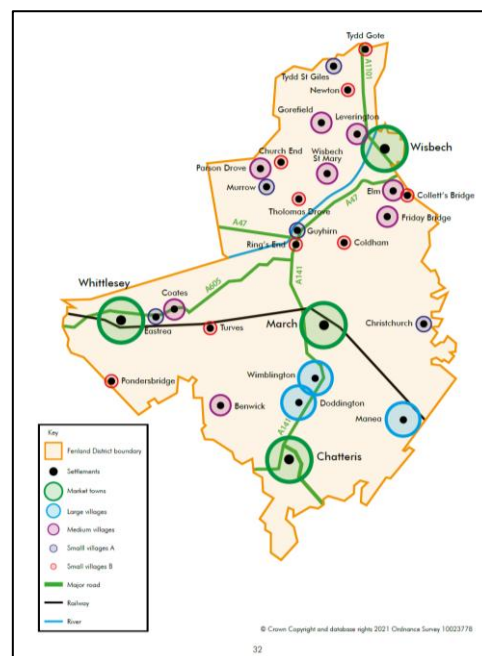 Tydd Gote
Tydd St Giles
A1101
Newton
Gorefield
Leverington
Wisbech
Church End
Wisbech
St Mary
Parson Drove
Elm
Collett's Bridge
Murrow
A47
Tholomas Drove
Friday Bridge
A47
Guyhirn
Ring's End
Coldham
A141
Whittlesey
A605
Coates
March
Christchurch
Eastrea
Turves
Wimblington
Pondersbridge
Doddington
Benwick
Manea
A141
Chatteris
Key
Fenland District boundary
Settlements
Market towns
Large villages
Medium villages
Smalll villages A
Small villages B
Major road
Railway
River
© Crown Copyright and database rights 2021 Ordnance Survey 10023778
32